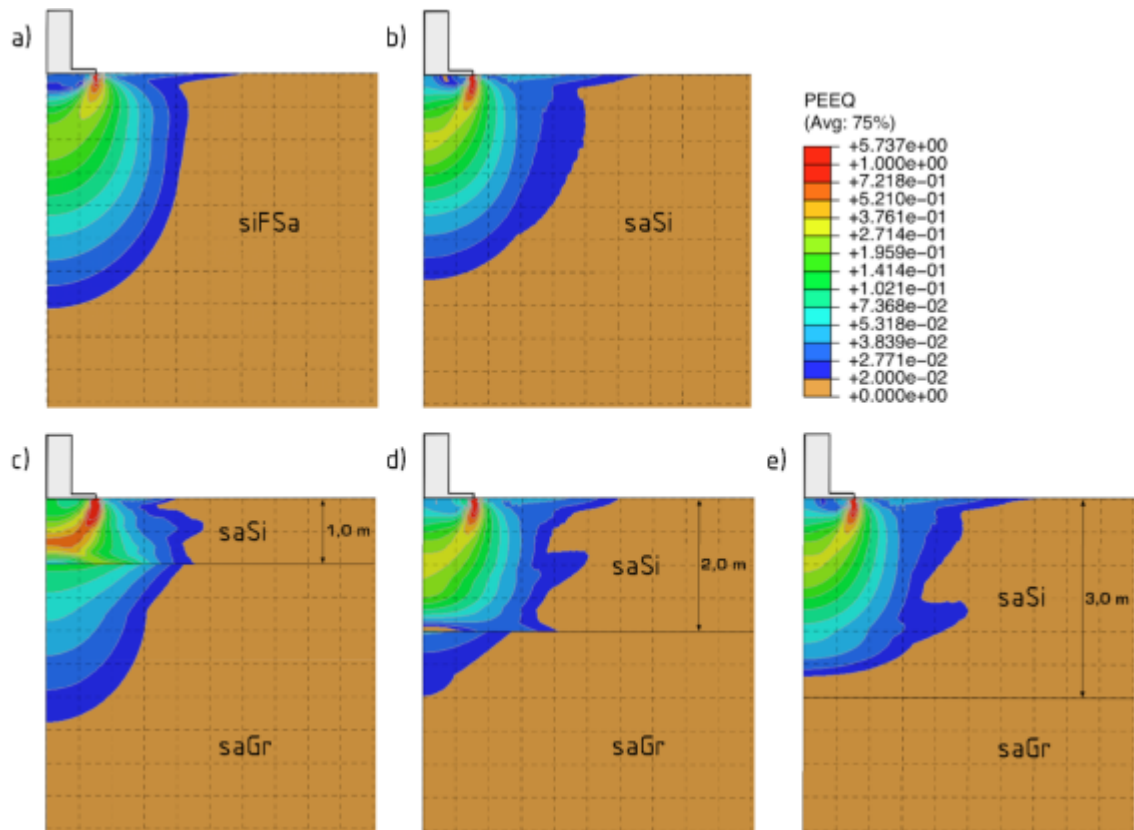 a)
siFSa
b)
saSi
PEEQ
(Avg: 75%)
+5.737e+00
+1.000e+00
+7.218e-01
+5.210e-01
+3.761e-01
+2.714e-01
+1.959e-01
+1.414e-01
+1.021e-01
+7.368e-02
+5.318e-02
+3.839e-02
+2.771e-02
+2.000e-02
+0.000e+00
c)
saSi
1,0 m
saGr
d)
saSi
2,0 m
saGr
e)
saSi
3,0 m
saGr